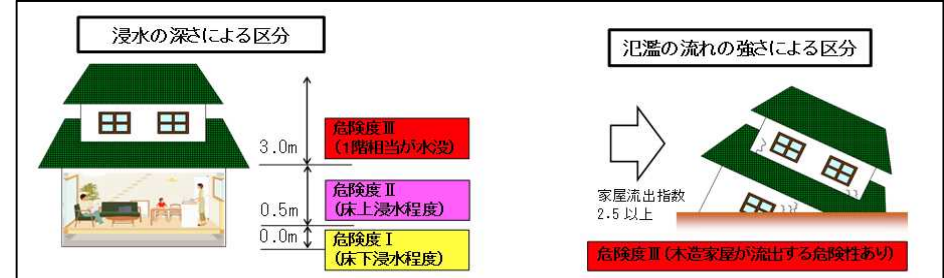 浸水の深さによる区分
氾濫の流れの強さによる区分
3.0m
危険度Ⅲ
(1階相当が水没)
0.5m
危険度Ⅱ
(床上浸水程度)
0.0m
危険度Ⅰ
(床下浸水程度)
家屋流出指数
2.5 以上
危険度Ⅲ(木造家屋が流出する危険性あり)